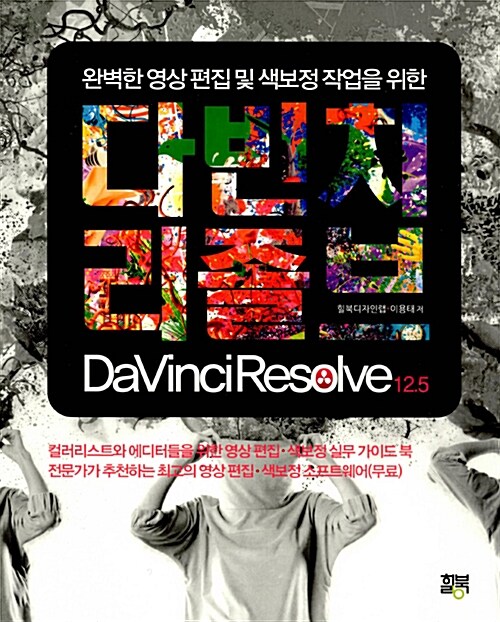 완벽한 영상 편집 및 색보정 작업을 위한
다빈치
리졸브
힐북디자인랩·이용태 저
DaVinci Resolve 12.5
컬러리스트와 에디터들을 위한 영상 편집·색보정 실무 가이드 북
전문가가 추천하는 최고의 영상 편집·색보정 소프트웨어(무료)
힐북